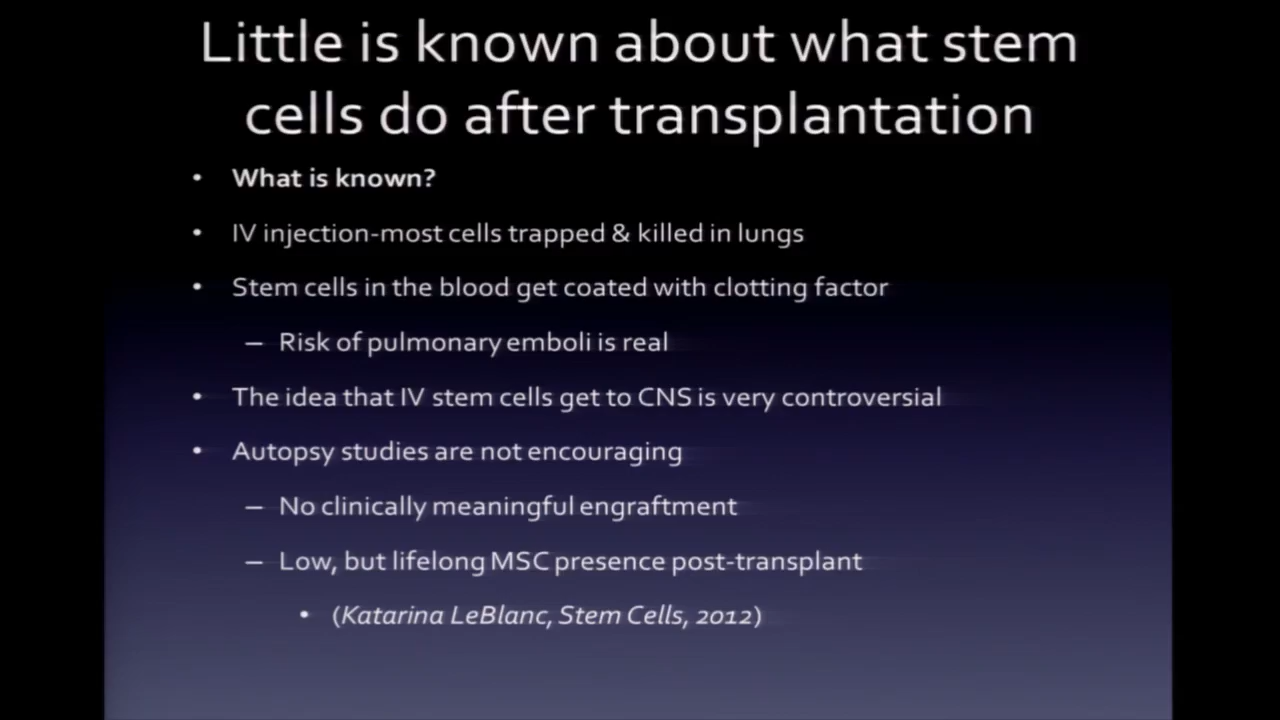 Little is known about what stem
cells do after transplantation
• What is known?
• IV injection-most cells trapped & killed in lungs
• Stem cells in the blood get coated with clotting factor
– Risk of pulmonary emboli is real
• The idea that IV stem cells get to CNS is very controversial
• Autopsy studies are not encouraging
– No clinically meaningful engraftment
– Low, but lifelong MSC presence post-transplant
• (Katarina LeBlanc, Stem Cells, 2012)